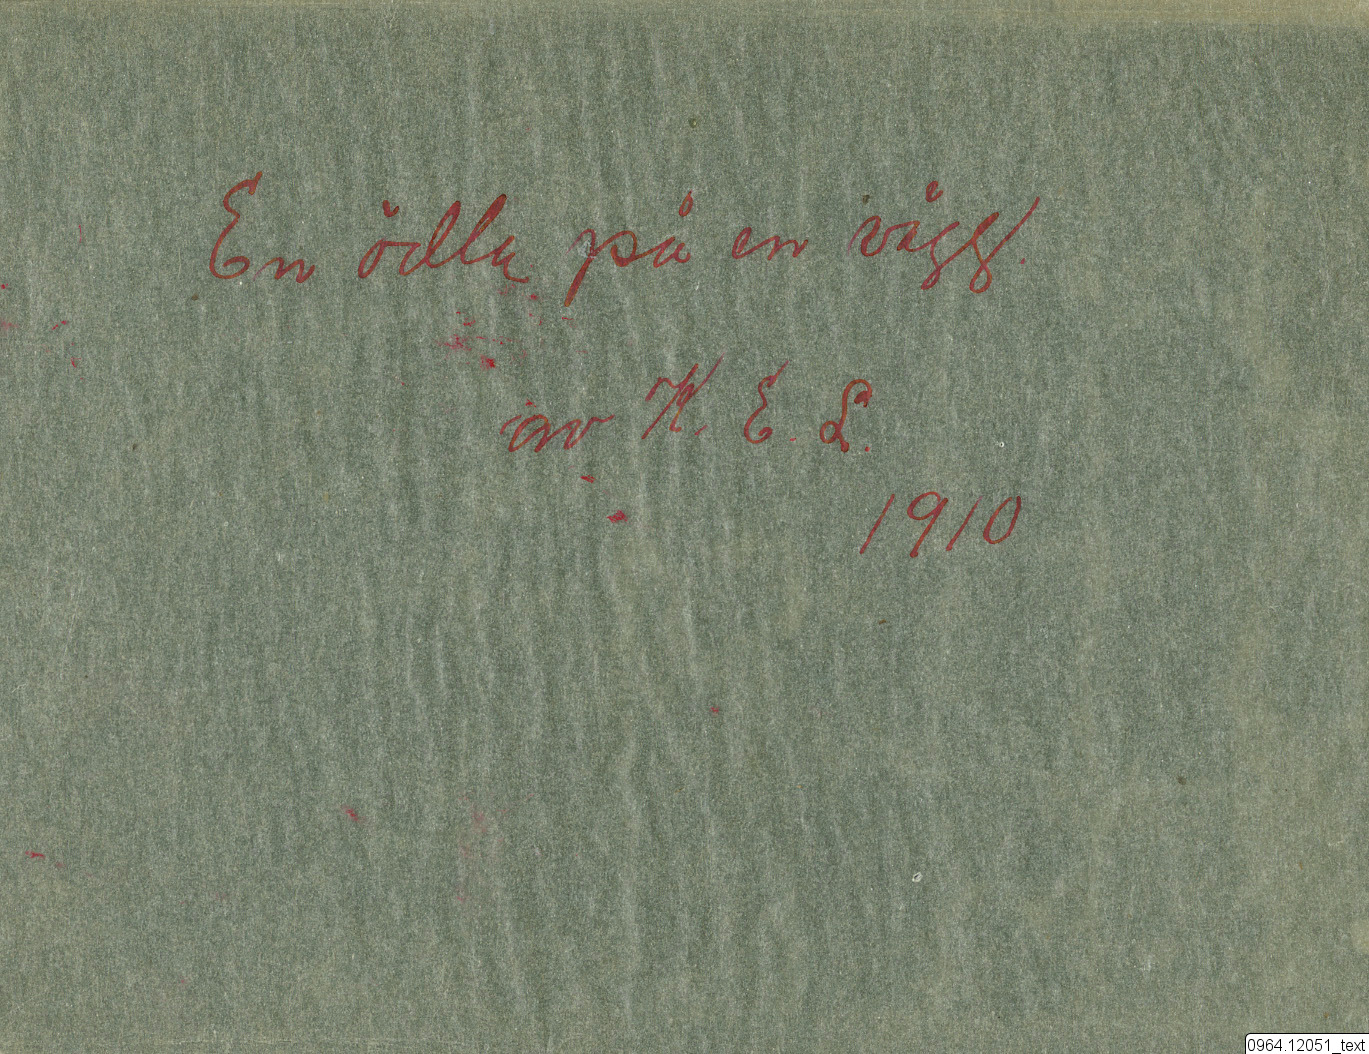 En ödla på en vägg.
av K. E. L.
1910
0964.12051_text